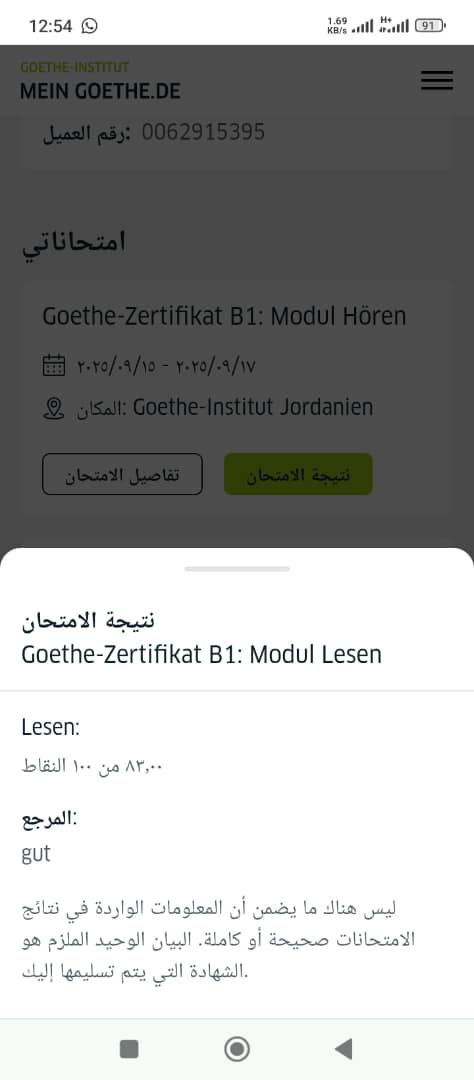 12:54
1.69 KB/s H+ 91
GOETHE-INSTITUT
MEIN GOETHE.DE
رقم العميل: 0062915395
امتحاناتي
Goethe-Zertifikat B1: Modul Hören
٢٠٢٥/٠٩/١٥ - ٢٠٢٥/٠٩/١٧
المكان: Goethe-Institut Jordanien
تفاصيل الامتحان
نتيجة الامتحان
نتيجة الامتحان
Goethe-Zertifikat B1: Modul Lesen
Lesen:
٨٣,٠٠ من ١٠٠ النقاط
المرجع:
gut
ليس هناك ما يضمن أن المعلومات الواردة في نتائج
الامتحانات صحيحة أو كاملة. البيان الوحيد الملزم هو
الشهادة التي يتم تسليمها إليك.